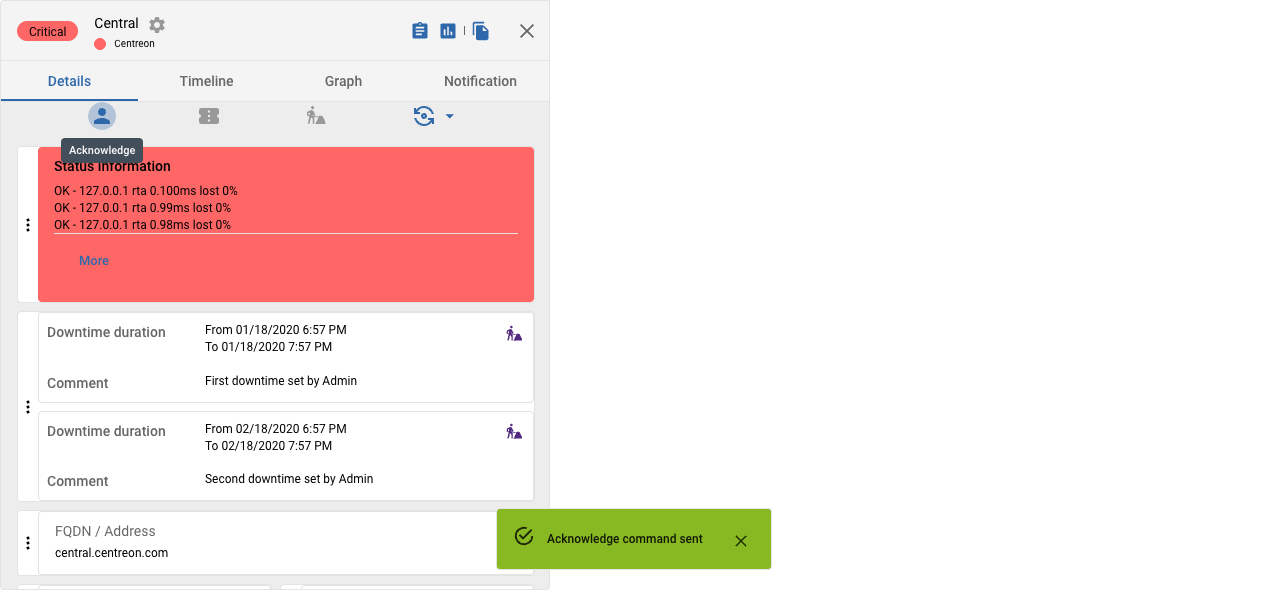 Critical
Central
Centreon
Details
Timeline
Graph
Notification
Acknowledge
Status information
OK - 127.0.0.1 rta 0.100ms lost 0%
OK - 127.0.0.1 rta 0.99ms lost 0%
OK - 127.0.0.1 rta 0.98ms lost 0%
More
Downtime duration
From 01/18/2020 6:57 PM
To 01/18/2020 7:57 PM
Comment
First downtime set by Admin
Downtime duration
From 02/18/2020 6:57 PM
To 02/18/2020 7:57 PM
Comment
Second downtime set by Admin
FQDN / Address
central.centreon.com
Acknowledge command sent